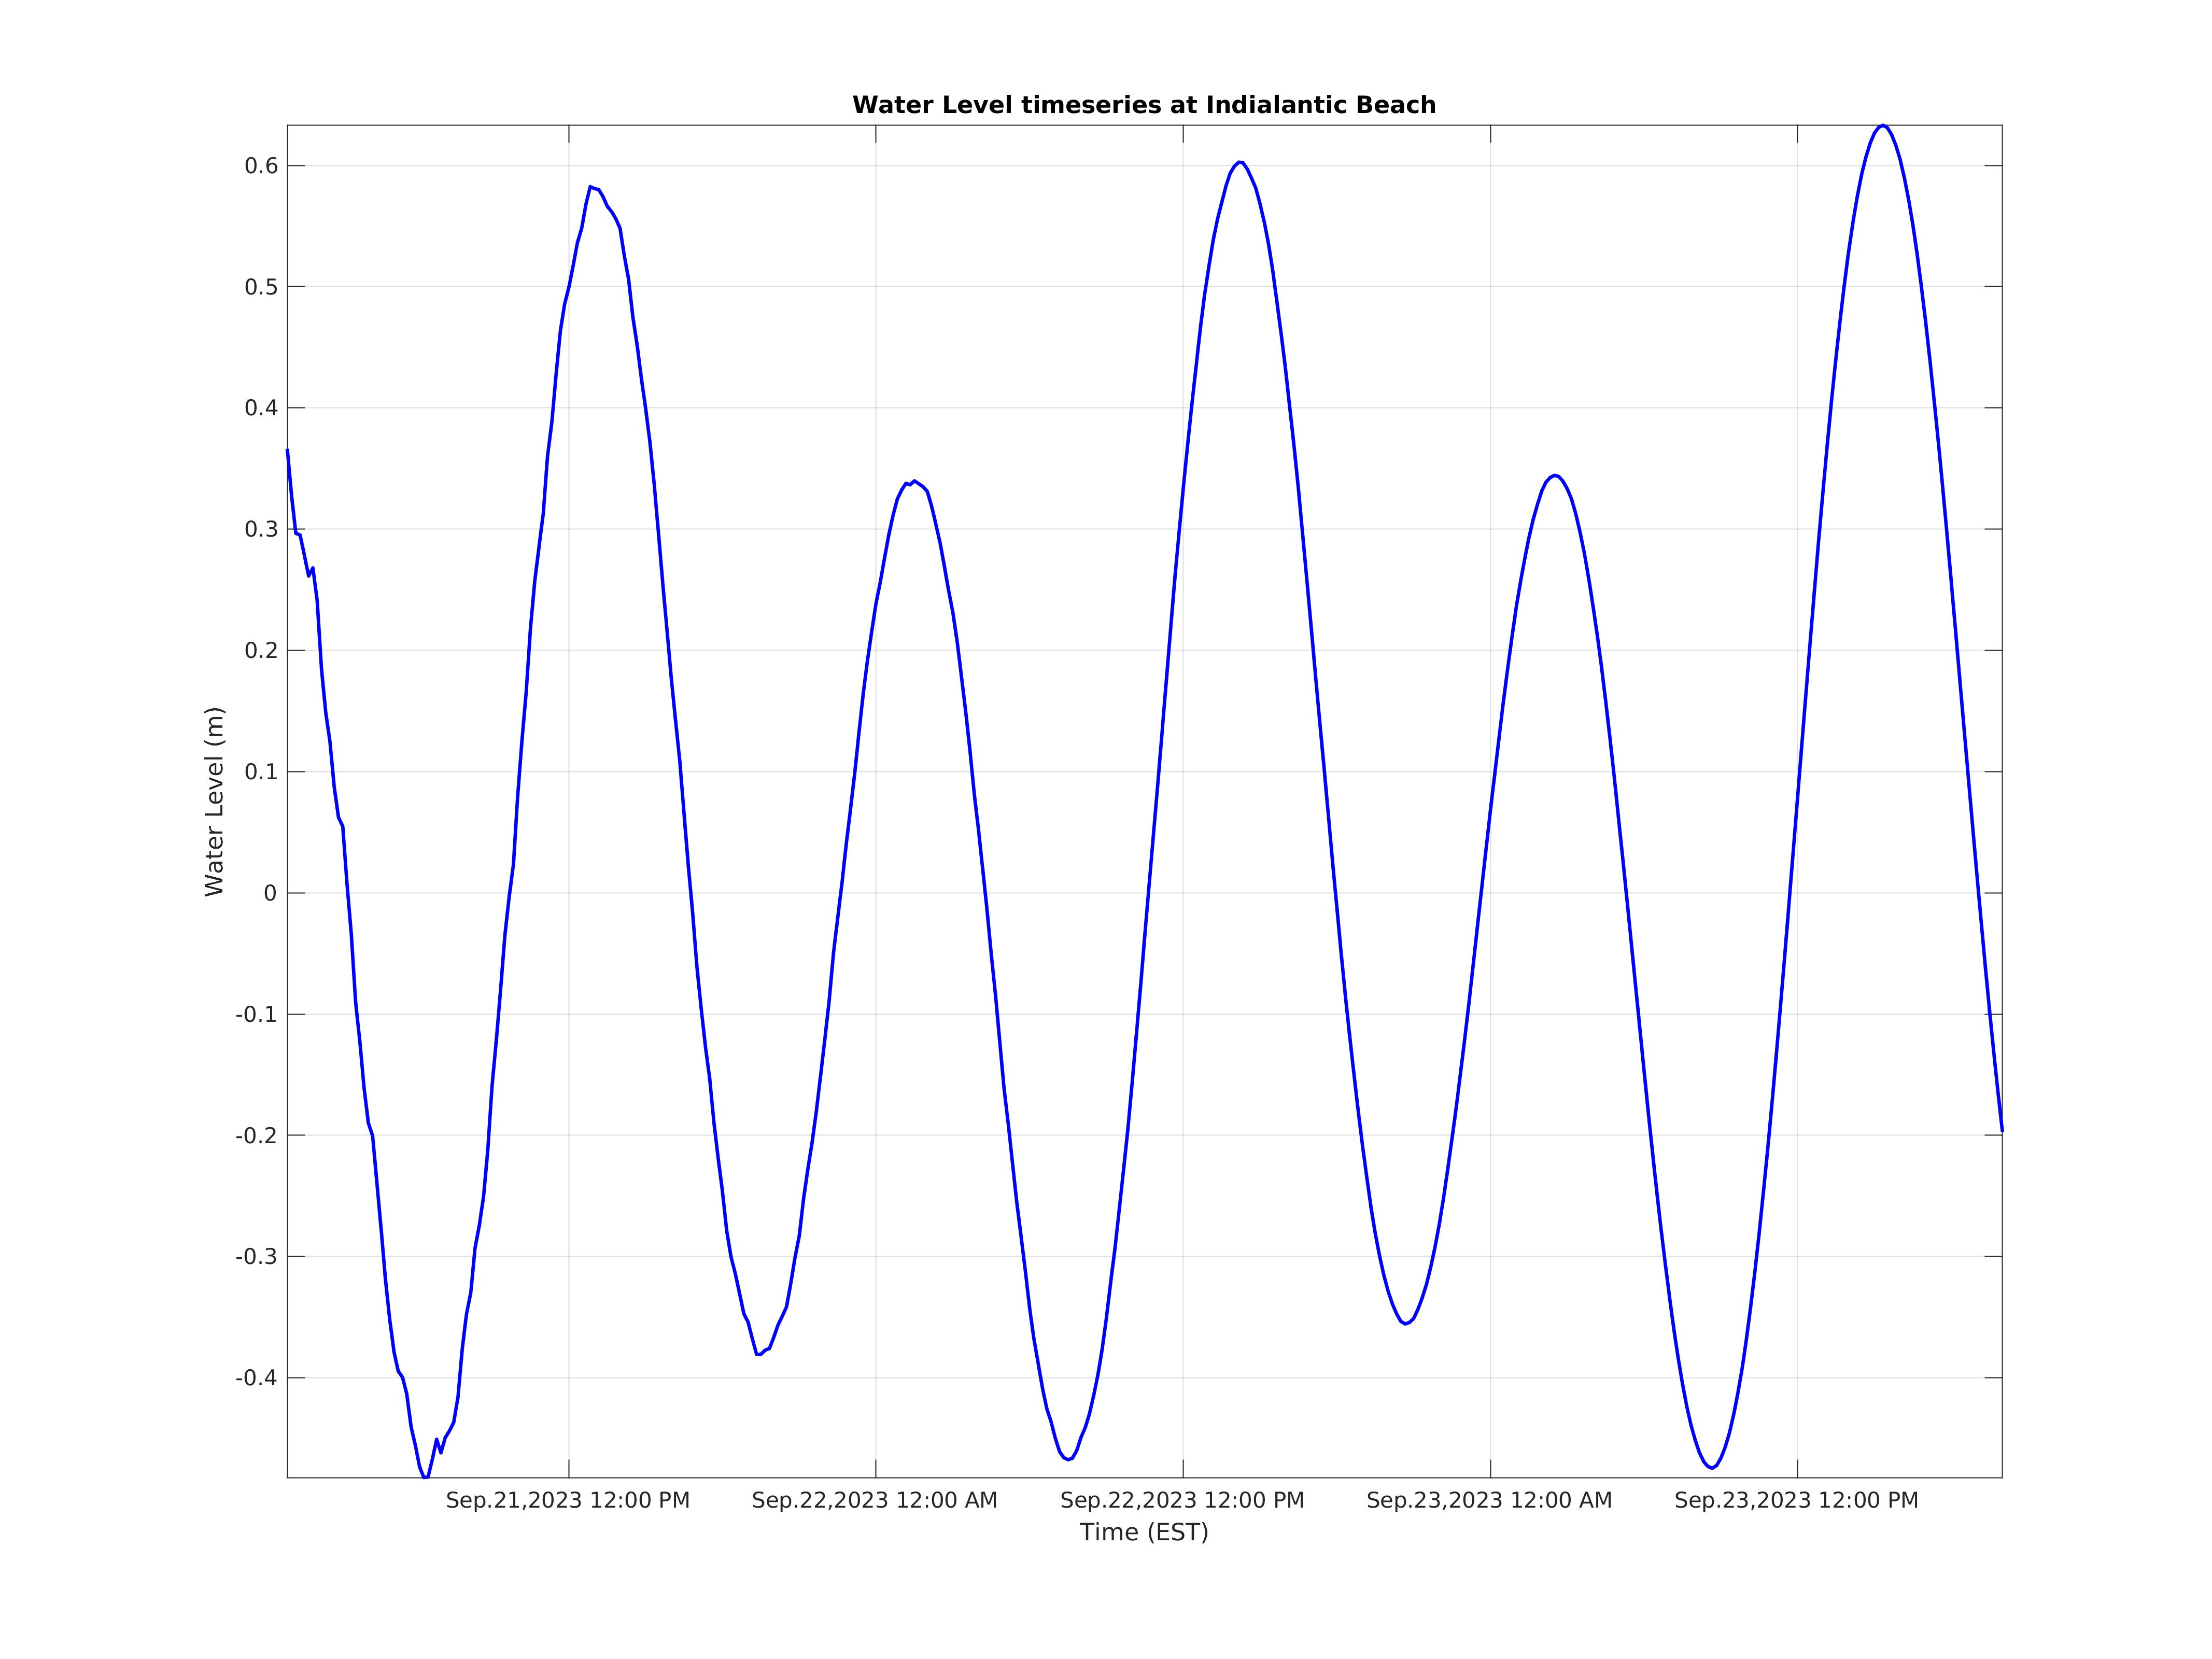 Water Level timeseries at Indialantic Beach
0.6
0.5
0.4
0.3
0.2
0.1
0
-0.1
-0.2
-0.3
-0.4
Water Level (m)
Sep.21,2023 12:00 PM
Sep.22,2023 12:00 AM
Sep.22,2023 12:00 PM
Sep.23,2023 12:00 AM
Sep.23,2023 12:00 PM
Time (EST)